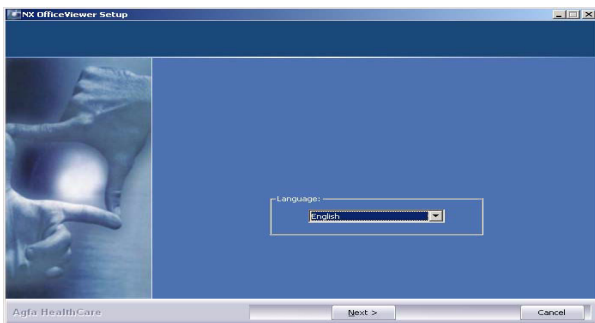 NX OfficeViewer Setup
Language:
English
Agfa HealthCare
Next >
Cancel